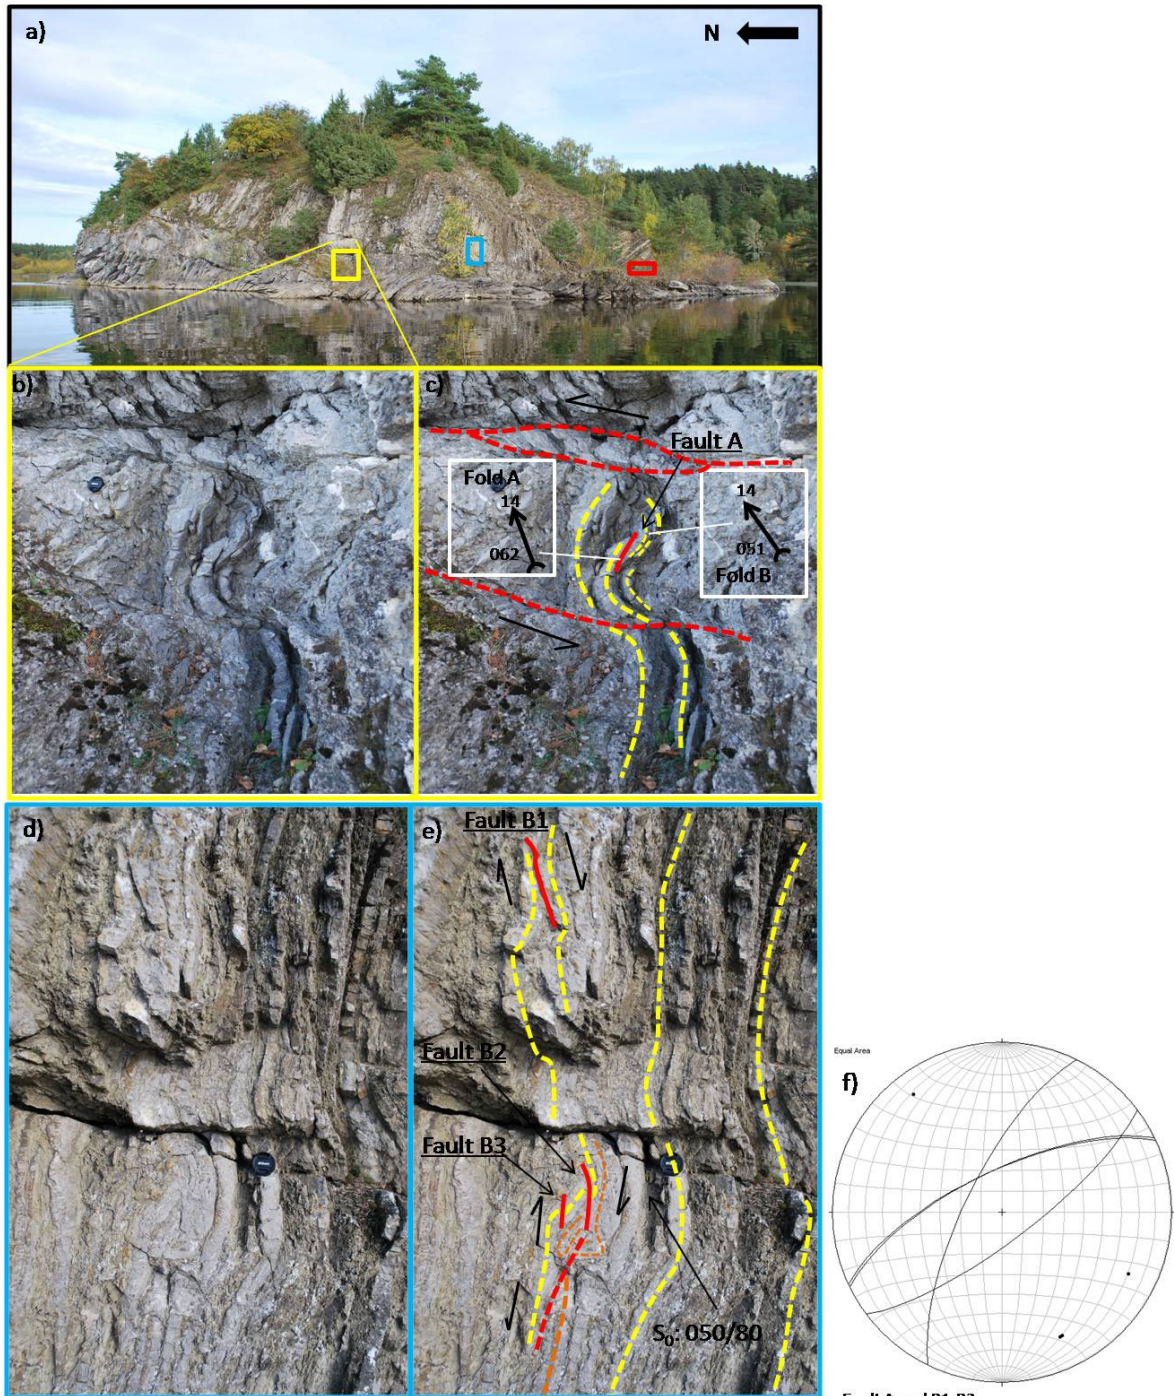 a)
N
b)
c)
Fault A
Fold A
14
062
14
051
Fold B
d)
e)
Fault B1
Fault B2
Fault B3
S₀: 050/80
Equal Area
f)